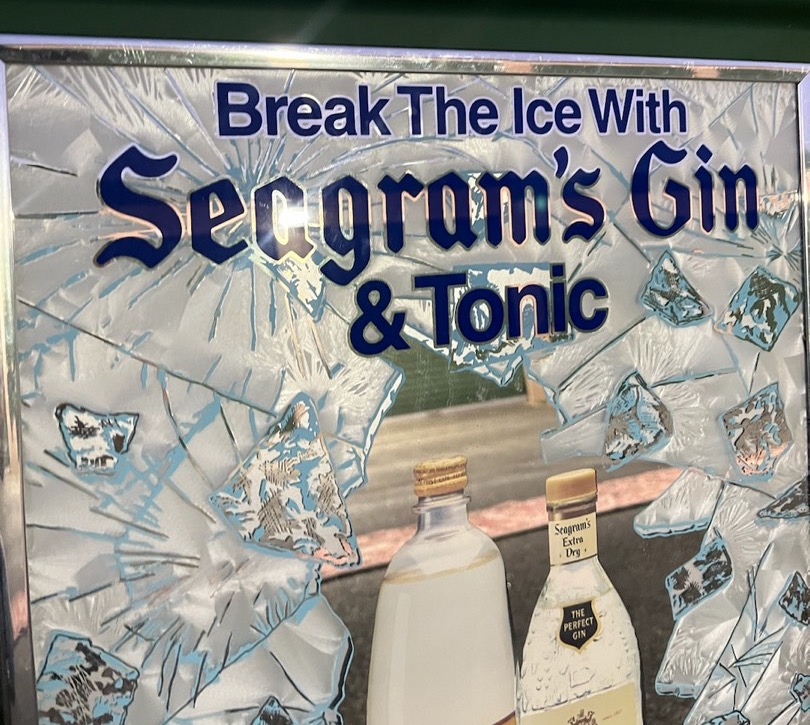 Break The Ice With
Seagram's Gin
& Tonic
Seagram's
Extra
Dry
THE
PERFECT
GIN